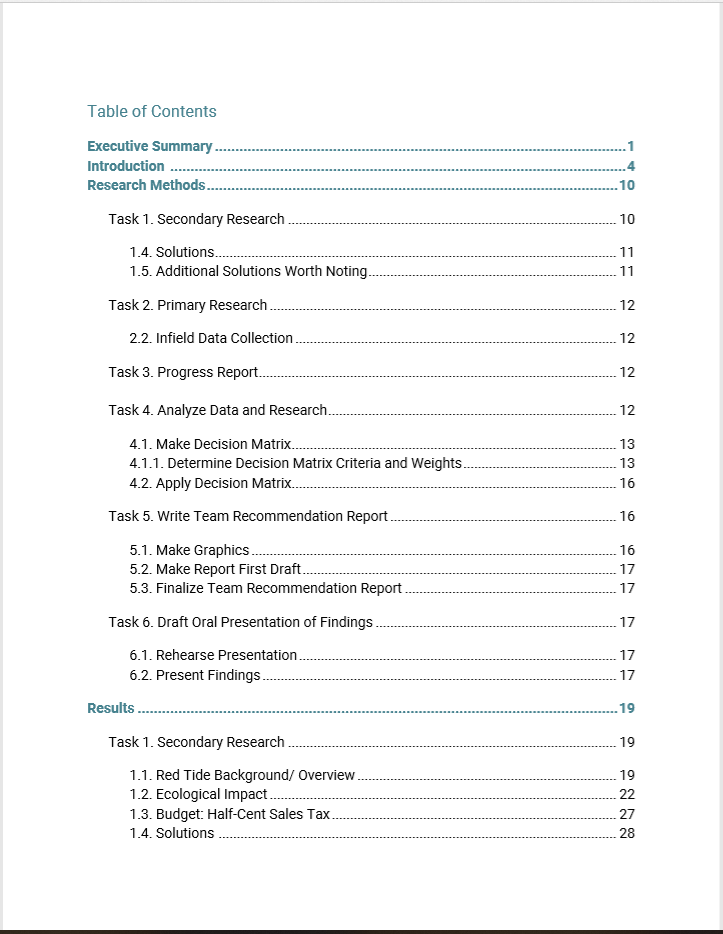 Table of Contents
Executive Summary ........ 1
Introduction ........ 4
Research Methods ........ 10
Task 1. Secondary Research ........ 10
1.4. Solutions ........ 11
1.5. Additional Solutions Worth Noting ........ 11
Task 2. Primary Research ........ 12
2.2. Infield Data Collection ........ 12
Task 3. Progress Report ........ 12
Task 4. Analyze Data and Research ........ 12
4.1. Make Decision Matrix ........ 13
4.1.1. Determine Decision Matrix Criteria and Weights ........ 13
4.2. Apply Decision Matrix ........ 16
Task 5. Write Team Recommendation Report ........ 16
5.1. Make Graphics ........ 16
5.2. Make Report First Draft ........ 17
5.3. Finalize Team Recommendation Report ........ 17
Task 6. Draft Oral Presentation of Findings ........ 17
6.1. Rehearse Presentation ........ 17
6.2. Present Findings ........ 17
Results ........ 19
Task 1. Secondary Research ........ 19
1.1. Red Tide Background/ Overview ........ 19
1.2. Ecological Impact ........ 22
1.3. Budget: Half-Cent Sales Tax ........ 27
1.4. Solutions ........ 28